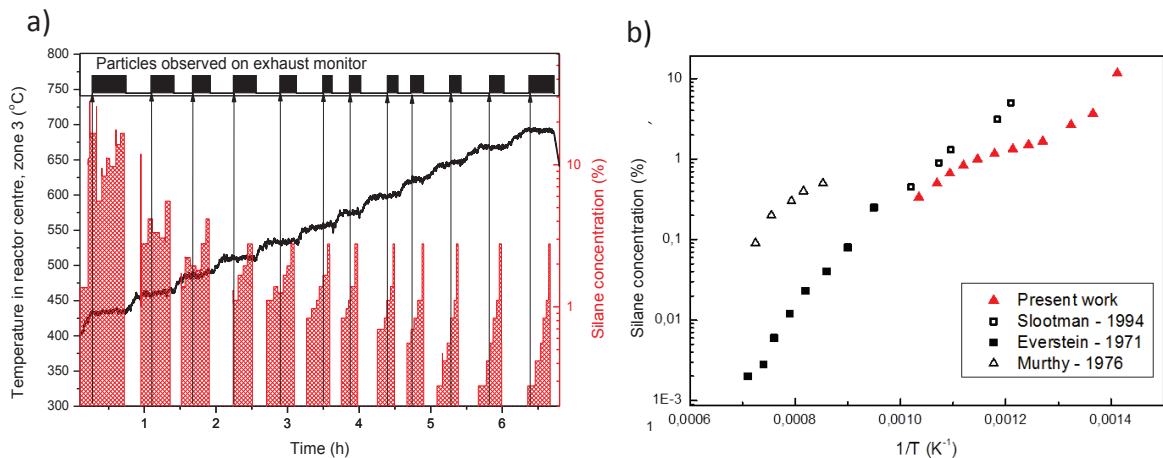 a)
Particles observed on exhaust monitor
800
750
700
650
600
550
500
450
400
350
300
Temperature in reactor centre, zone 3 (°C)
10
1
Silane concentration (%)
1 2 3 4 5 6
Time (h)
b)
10
1
0,1
0,01
1E-3
Silane concentration (%)
Present work
Slootman - 1994
Everstein - 1971
Murthy - 1976
0,0006 0,0008 0,0010 0,0012 0,0014
1
1/T (K⁻¹)